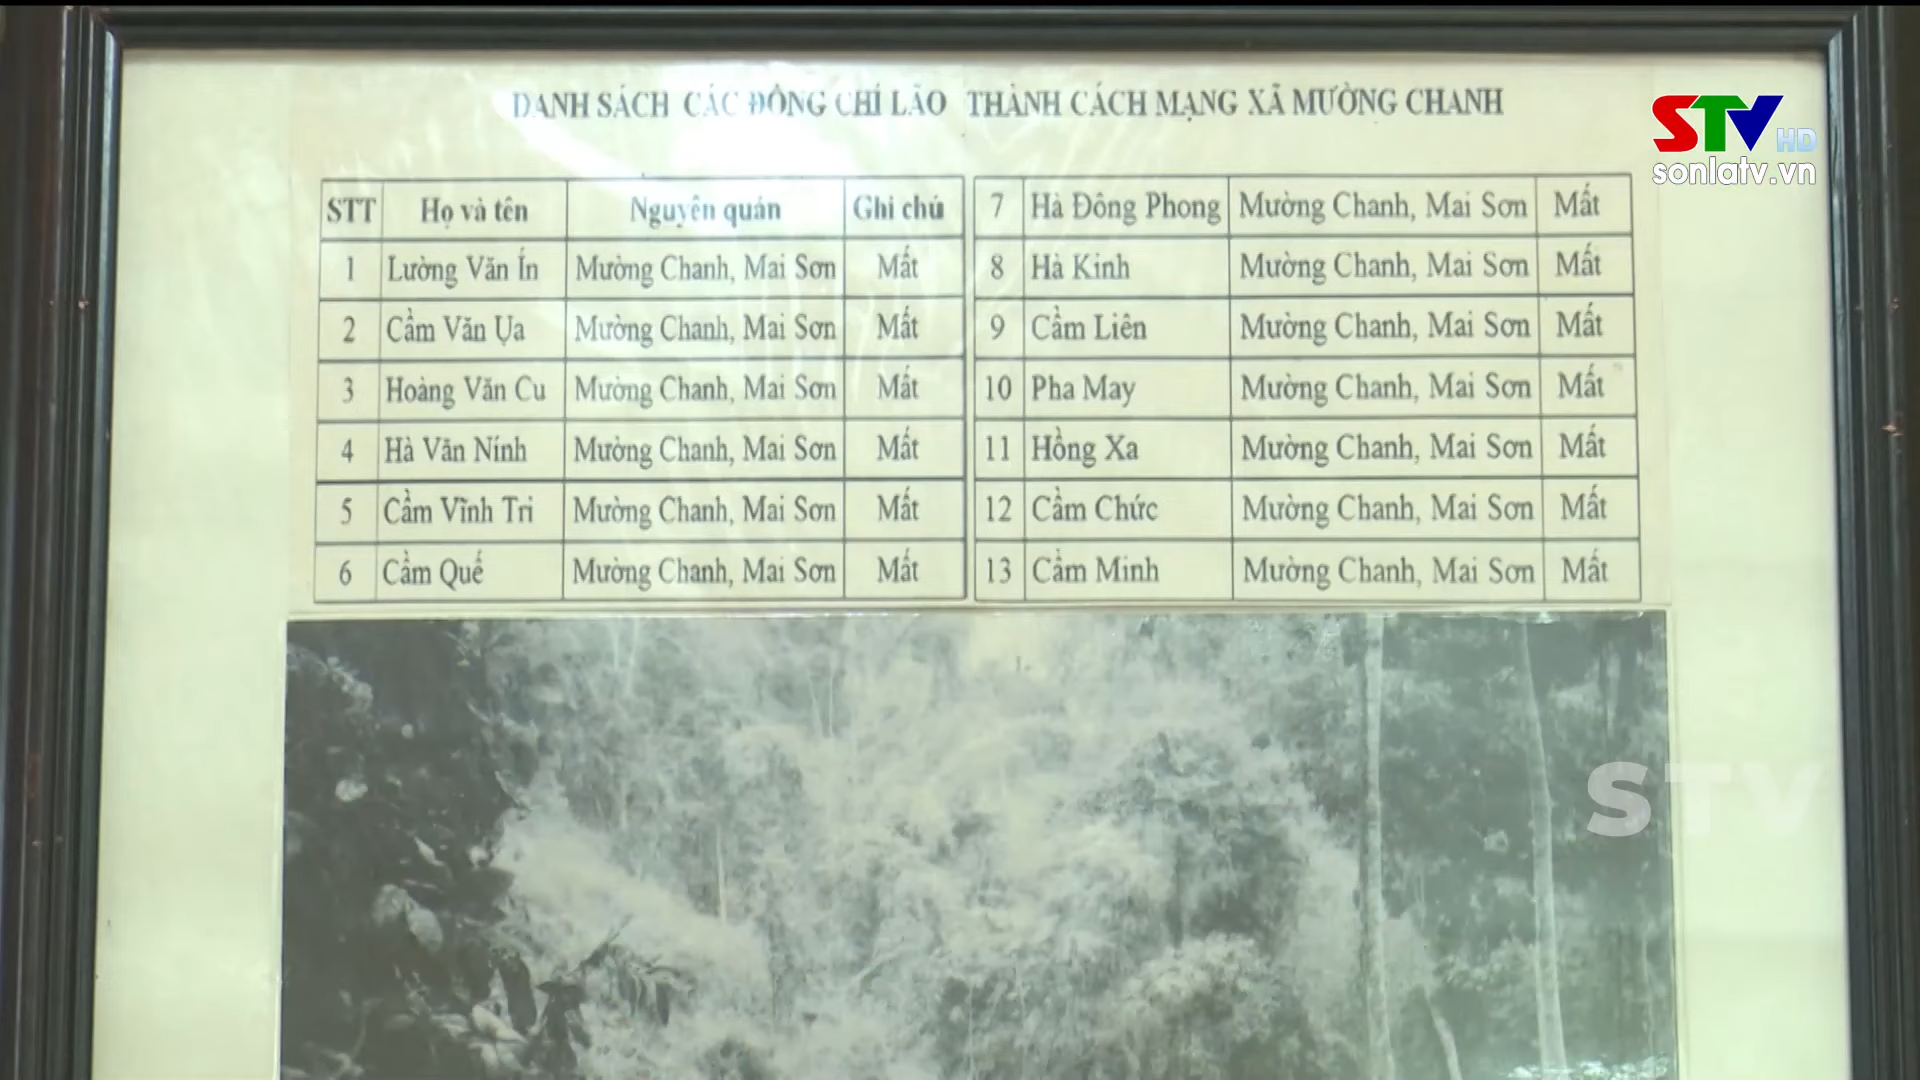 DANH SÁCH CÁC ĐỒNG CHÍ LÃO THÀNH CÁCH MẠNG XÃ MƯỜNG CHANH
STT Họ và tên Nguyên quán Ghi chú
1 Lường Văn Ín Mường Chanh, Mai Sơn Mất
2 Cầm Văn Ụa Mường Chanh, Mai Sơn Mất
3 Hoàng Văn Cu Mường Chanh, Mai Sơn Mất
4 Hà Văn Nính Mường Chanh, Mai Sơn Mất
5 Cầm Vĩnh Tri Mường Chanh, Mai Sơn Mất
6 Cầm Quế Mường Chanh, Mai Sơn Mất
7 Hà Đông Phong Mường Chanh, Mai Sơn Mất
8 Hà Kinh Mường Chanh, Mai Sơn Mất
9 Cầm Liên Mường Chanh, Mai Sơn Mất
10 Pha May Mường Chanh, Mai Sơn Mất
11 Hồng Xa Mường Chanh, Mai Sơn Mất
12 Cầm Chức Mường Chanh, Mai Sơn Mất
13 Cầm Minh Mường Chanh, Mai Sơn Mất
STV HD
sonlatv.vn
STV